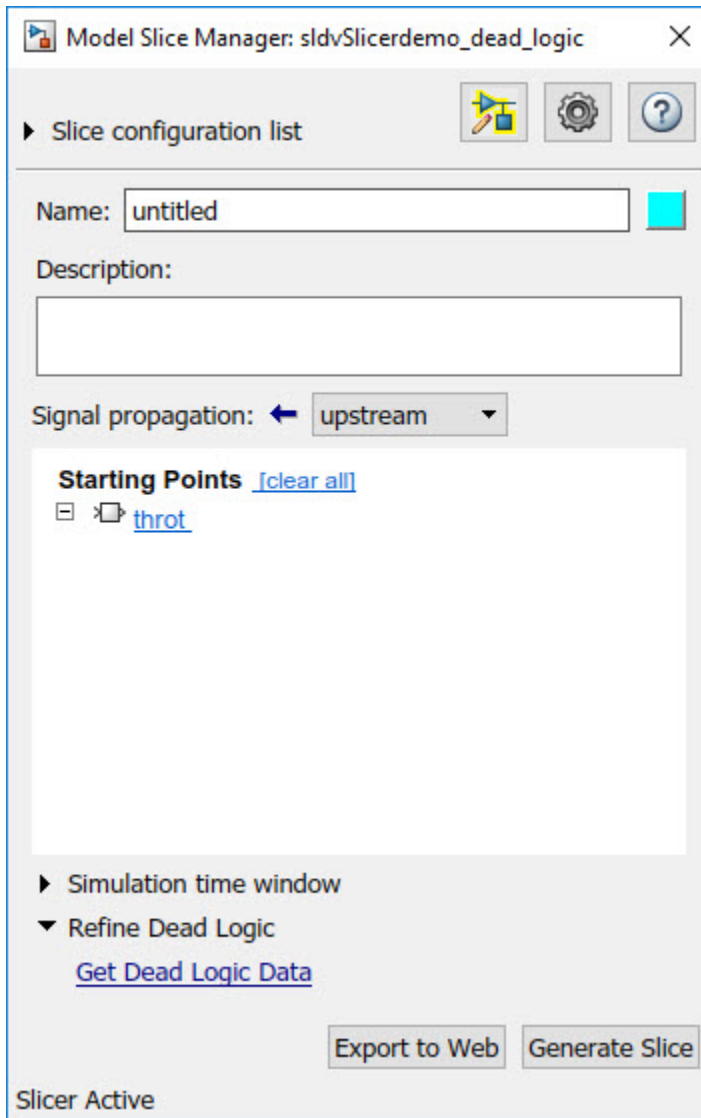 Model Slice Manager: sldvSlicerdemo_dead_logic
Slice configuration list
Name: untitled
Description:
Signal propagation: upstream
Starting Points [clear all]
throt
Simulation time window
Refine Dead Logic
Get Dead Logic Data
Export to Web Generate Slice
Slicer Active